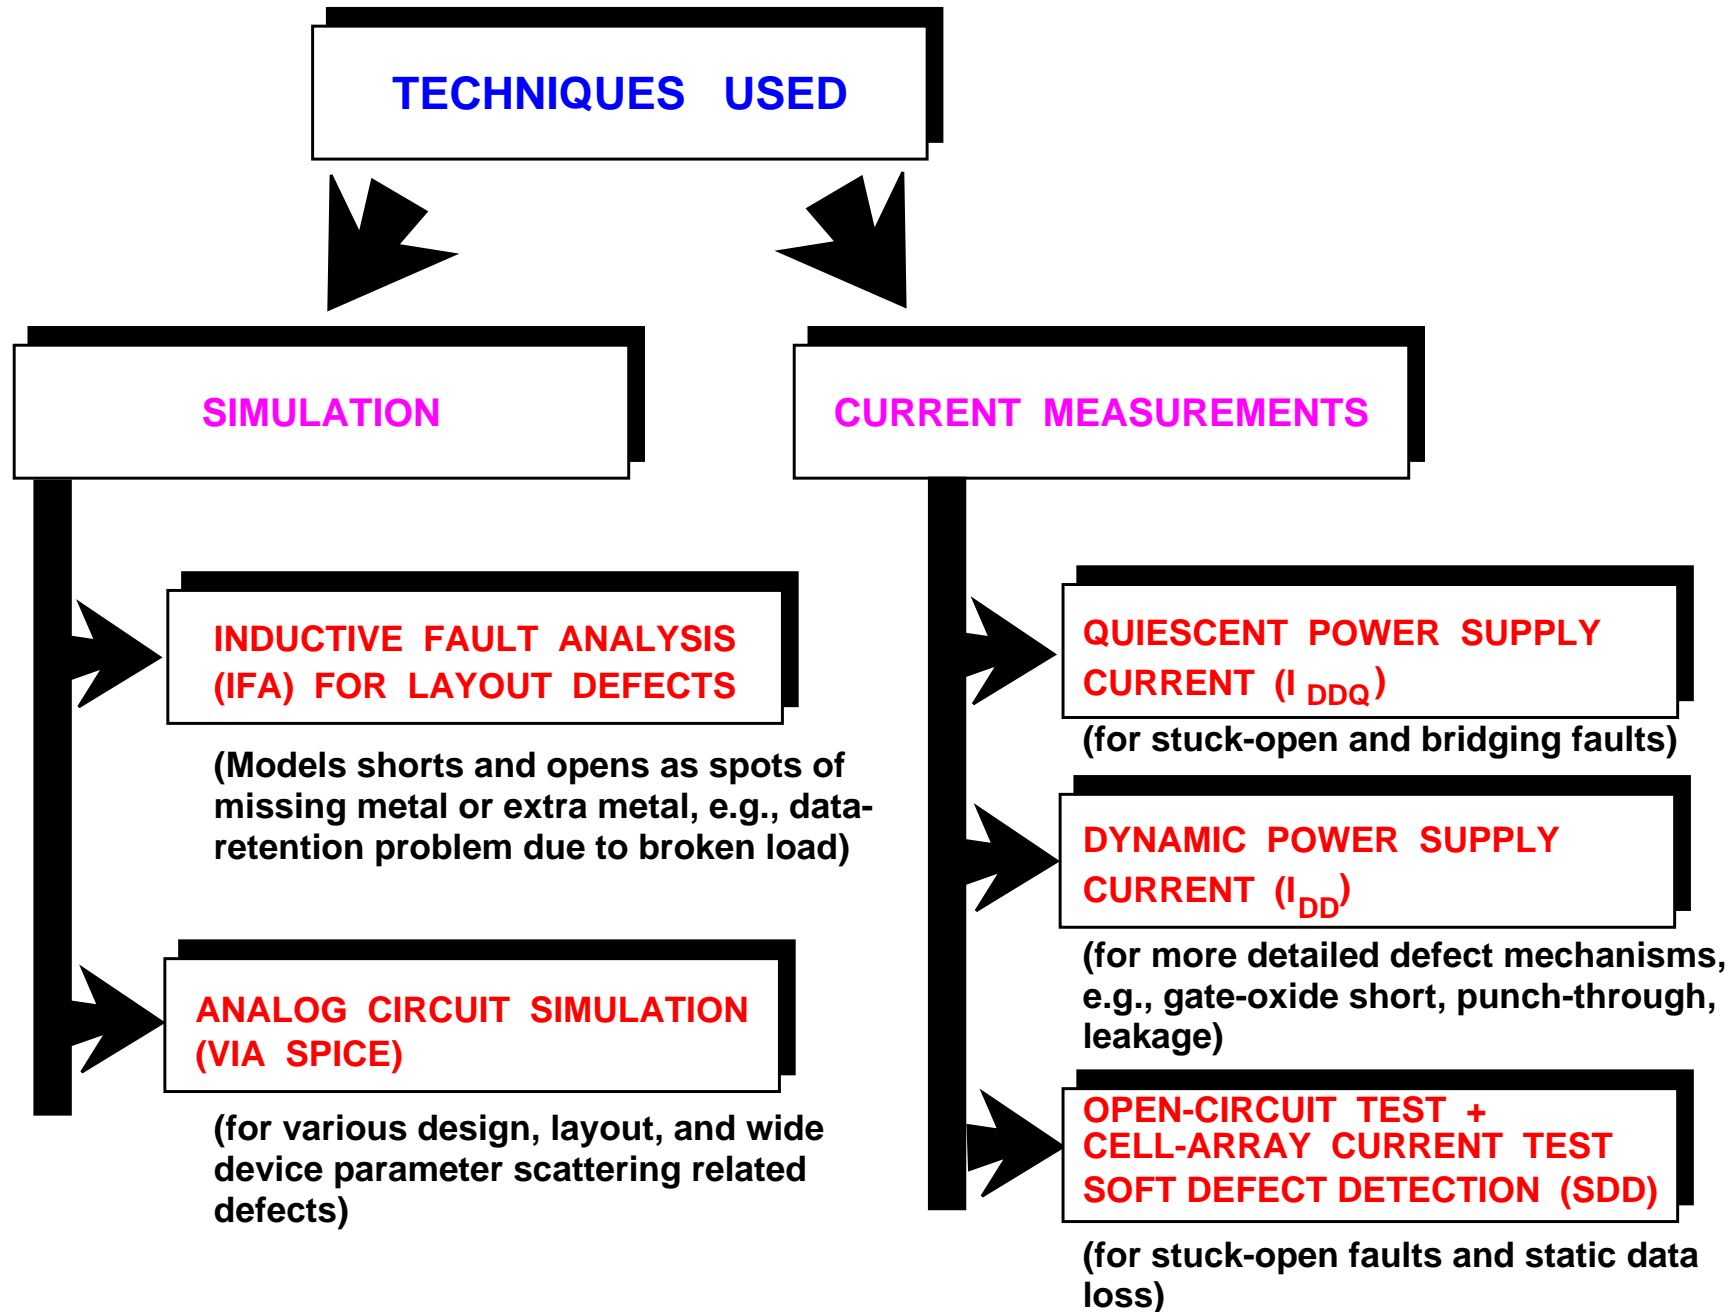 TECHNIQUES USED
SIMULATION
INDUCTIVE FAULT ANALYSIS
(IFA) FOR LAYOUT DEFECTS
(Models shorts and opens as spots of
missing metal or extra metal, e.g., data-
retention problem due to broken load)
ANALOG CIRCUIT SIMULATION
(VIA SPICE)
(for various design, layout, and wide
device parameter scattering related
defects)
CURRENT MEASUREMENTS
QUIESCENT POWER SUPPLY
CURRENT (I DDQ)
(for stuck-open and bridging faults)
DYNAMIC POWER SUPPLY
CURRENT (IDD)
(for more detailed defect mechanisms,
e.g., gate-oxide short, punch-through,
leakage)
OPEN-CIRCUIT TEST +
CELL-ARRAY CURRENT TEST
SOFT DEFECT DETECTION (SDD)
(for stuck-open faults and static data
loss)